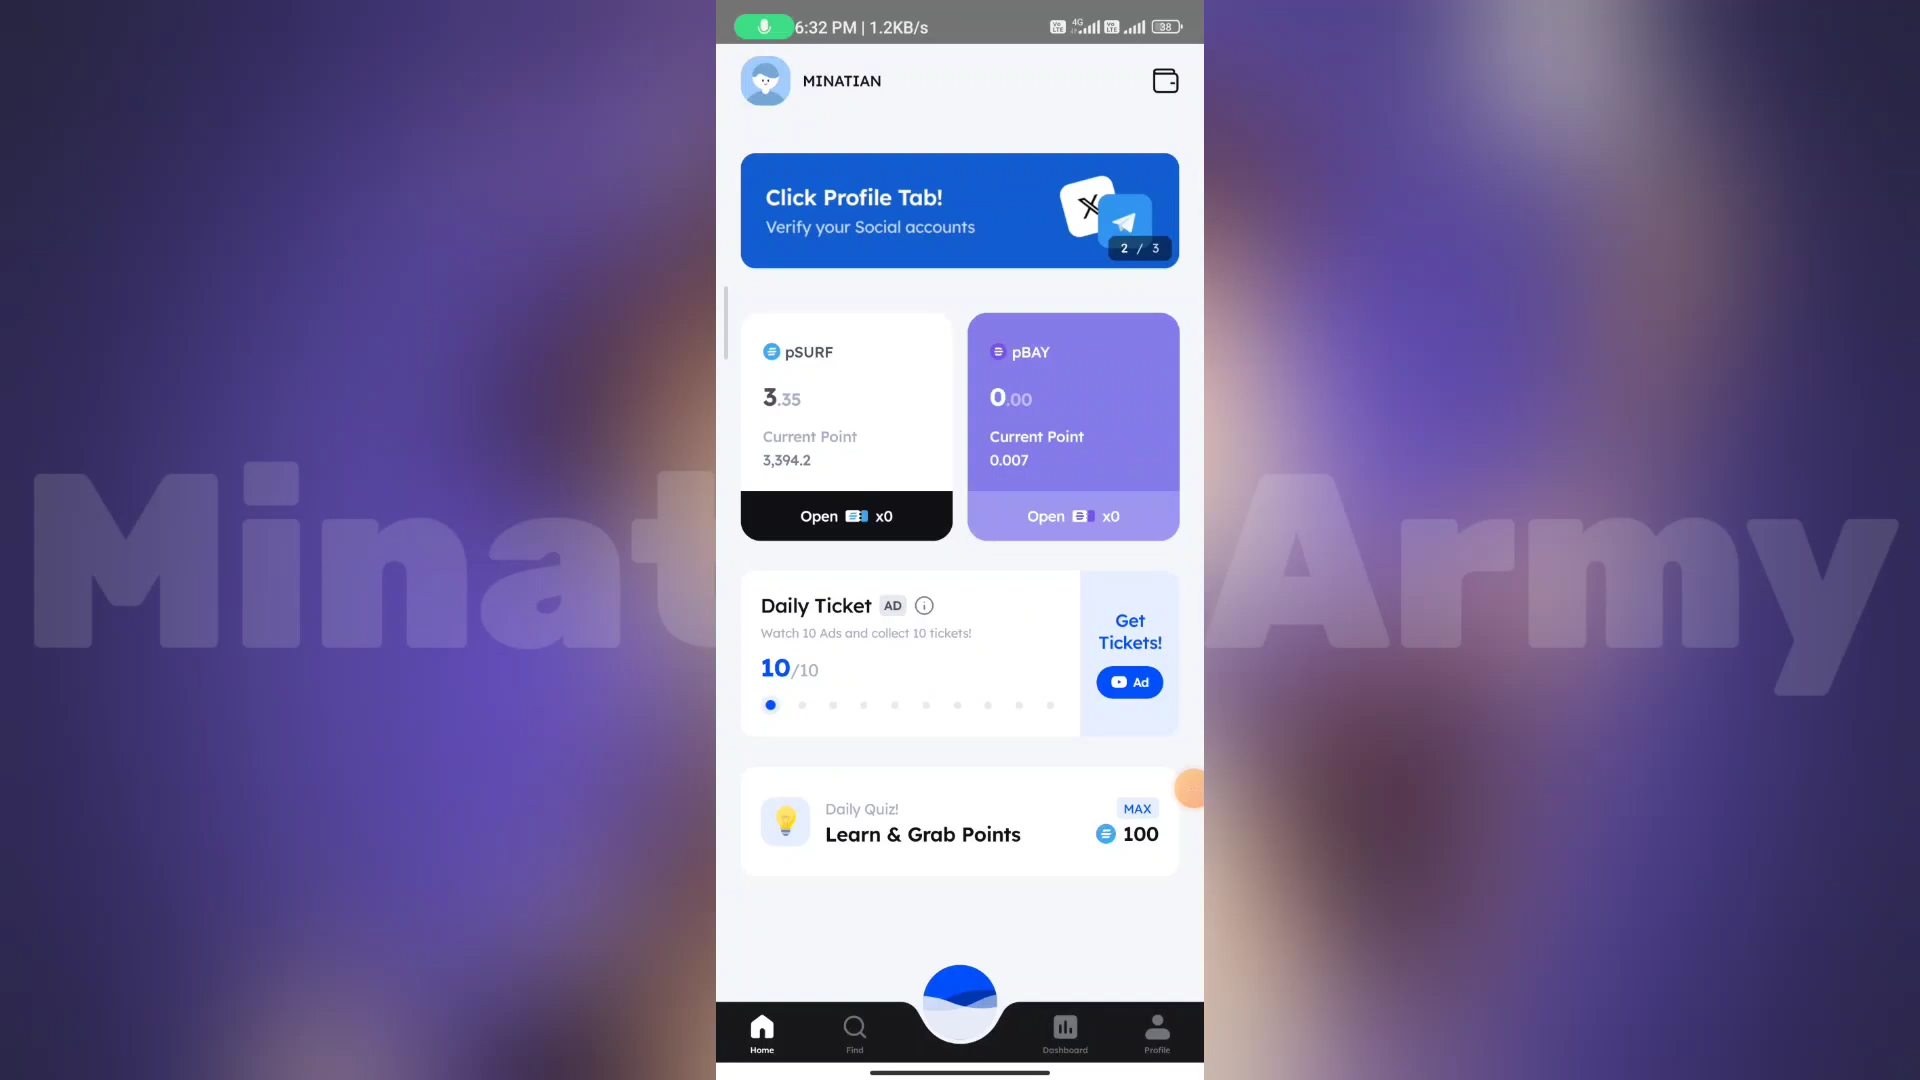 6:32 PM | 1.2KB/s
4G
38
MINATIAN
Click Profile Tab!
Verify your Social accounts
2 / 3
pSURF
3.35
Current Point
3,394.2
Open x0
pBAY
0.00
Current Point
0.007
Open x0
Daily Ticket AD
Watch 10 Ads and collect 10 tickets!
10/10
Get
Tickets!
Ad
Daily Quiz!
Learn & Grab Points
MAX
100
Home
Find
Dashboard
Profile
Minat
Army